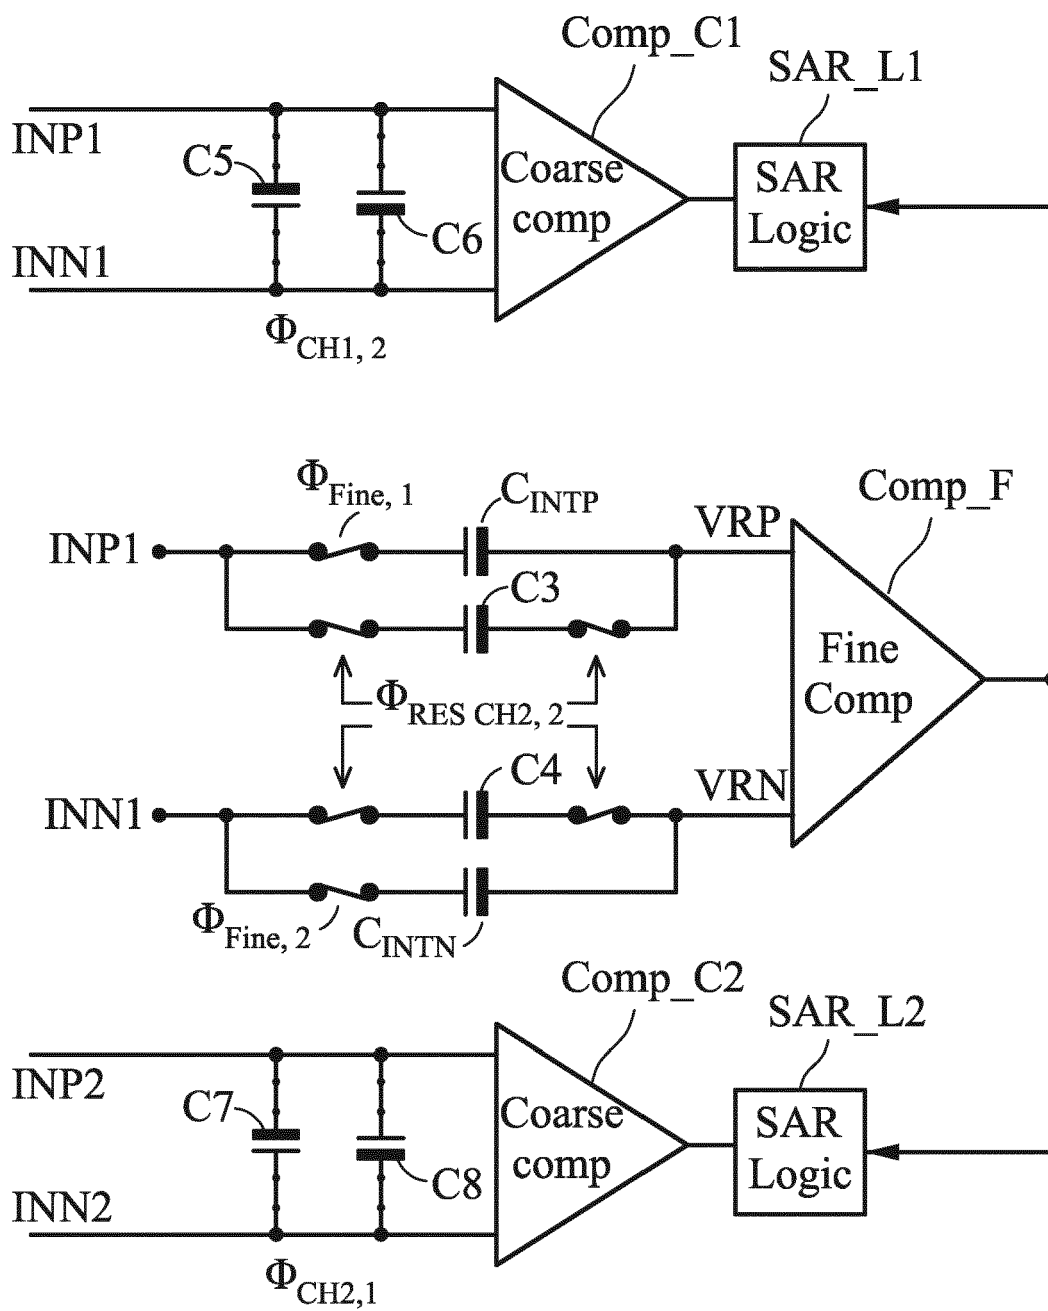 Comp_C1
SAR_L1
INP1
C5
Coarse
comp
SAR
Logic
C6
INN1
Φ_CH1, 2
Φ_Fine, 1
C_INTP
Comp_F
INP1
VRP
C3
Fine
Comp
Φ_RES CH2, 2
C4
VRN
INN1
Φ_Fine, 2
C_INTN
Comp_C2
SAR_L2
INP2
C7
Coarse
comp
SAR
Logic
C8
INN2
Φ_CH2,1